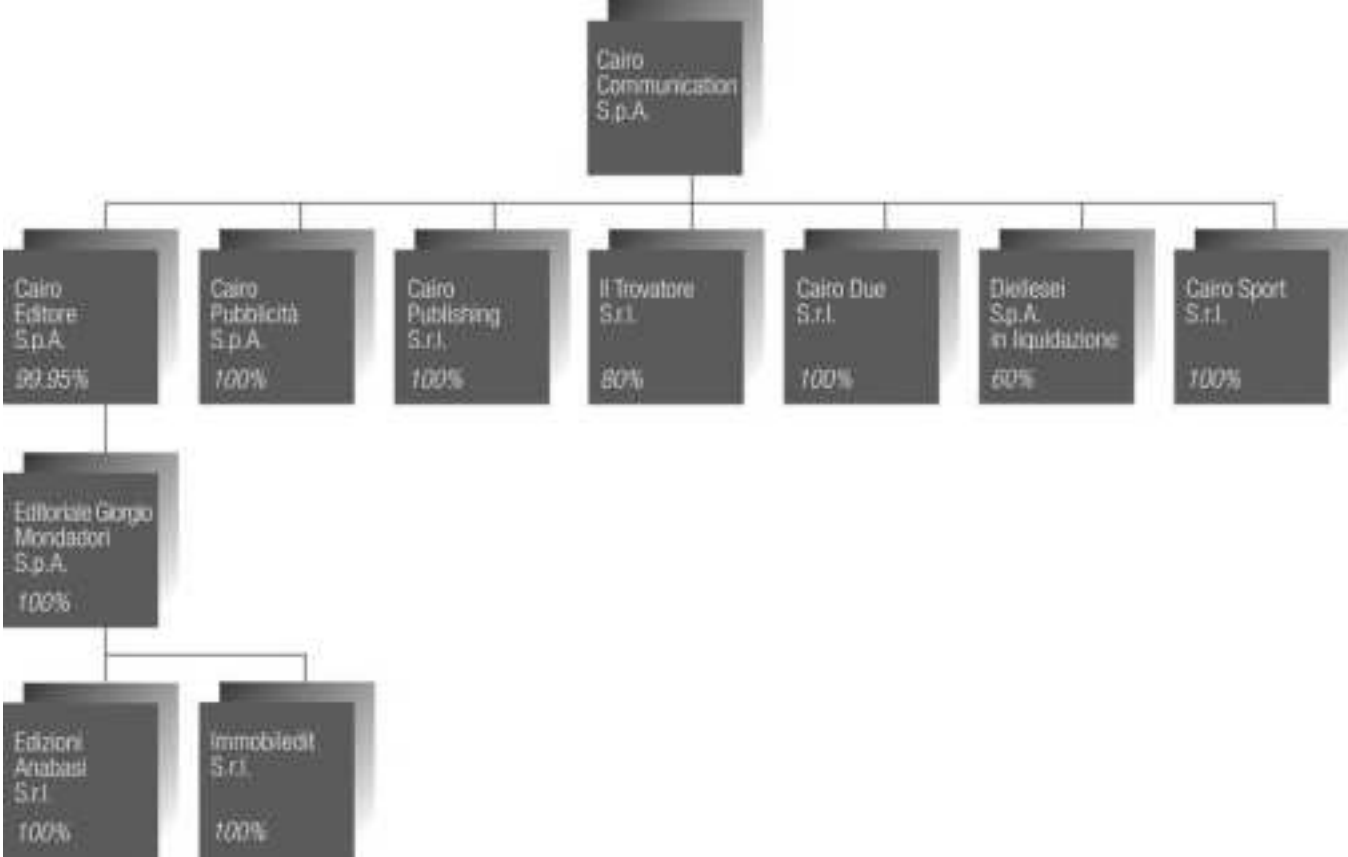 Cairo
Communication
S.p.A.
Cairo
Editore
S.p.A.
99.95%
Cairo
Pubblicità
S.p.A.
100%
Cairo
Publishing
S.r.l.
100%
Il Trovatore
S.r.l.
80%
Cairo Due
S.r.l.
100%
Diellesei
S.p.A.
in liquidazione
60%
Cairo Sport
S.r.l.
100%
Editoriale Giorgio
Mondadori
S.p.A.
100%
Edizioni
Anabasi
S.r.l.
100%
Immobiledit
S.r.l.
100%